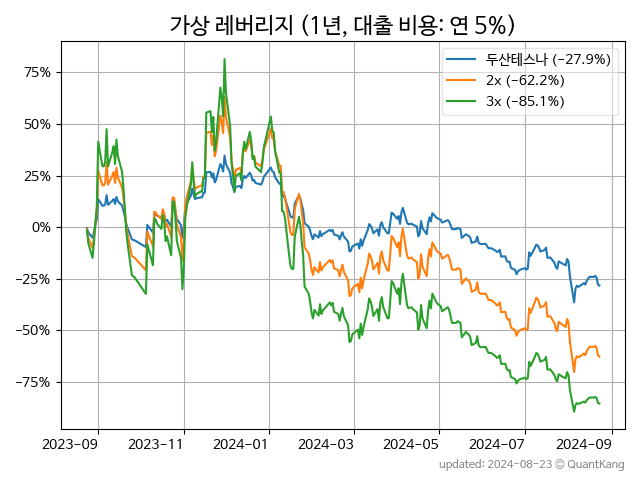 가상 레버리지 (1년, 대출 비용: 연 5%)
두산테스나 (-27.9%)
2x (-62.2%)
3x (-85.1%)
75%
50%
25%
0%
-25%
-50%
-75%
2023-09 2023-11 2024-01 2024-03 2024-05 2024-07 2024-09
updated: 2024-08-23 © QuantKang